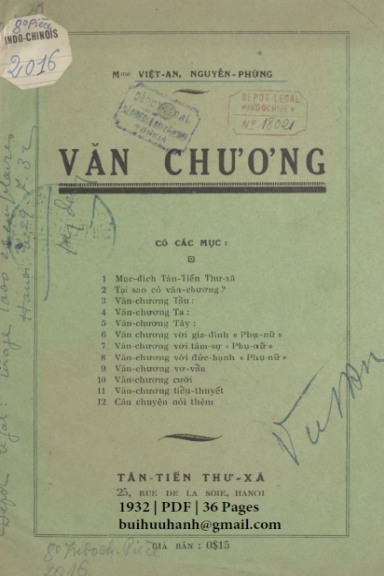 8º Pièce
INDO-CHINOIS
2016
Mme VIỆT-AN, NGUYỄN-PHÙNG
DÉPÔT LÉGAL
INDOCHINE
Nº 18021
VĂN CHƯƠNG
CÓ CÁC MỤC :
1 Mục-đích Tân-Tiến Thư-xã
2 Tại sao có văn-chương ?
3 Văn-chương Tầu :
4 Văn-chương Ta :
5 Văn-chương Tây :
6 Văn chương với gia-đình « Phụ-nữ »
7 Văn-chương với tâm-sự « Phụ-nữ »
8 Văn-chương với đức-hạnh « Phụ-nữ »
9 Văn-chương vơ-vẩn
10 Văn-chương cười
11 Văn-chương tiểu-thuyết
12 Câu chuyện nói thêm
TÂN-TIẾN THƯ-XÃ
25, RUE DE LA SOIE, HANOI
1932 | PDF | 36 Pages
buihuuhanh@gmail.com
GIÁ BÁN : 0$15
2016